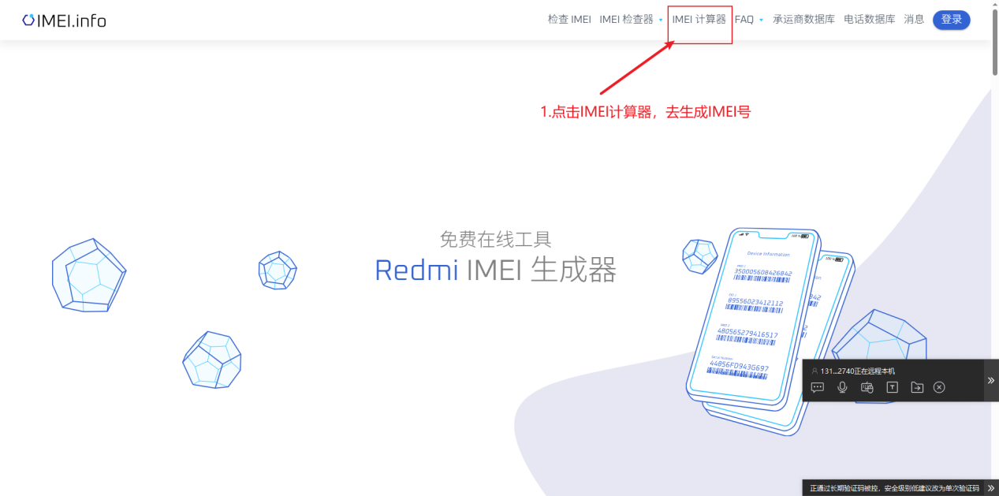 IMEI.info
检查 IMEI IMEI 检查器 IMEI 计算器 FAQ 承运商数据库 电话数据库 消息 登录
1.点击IMEI计算器，去生成IMEI号
免费在线工具
Redmi IMEI 生成器
Device Information
IMEI 1
350005608426842
89556023412112
IMEI 2
480565279416517
Serial Number
44856FD943G697
131...2740正在远程本机
正通过长期验证码被控，安全级别低建议改为单次验证码